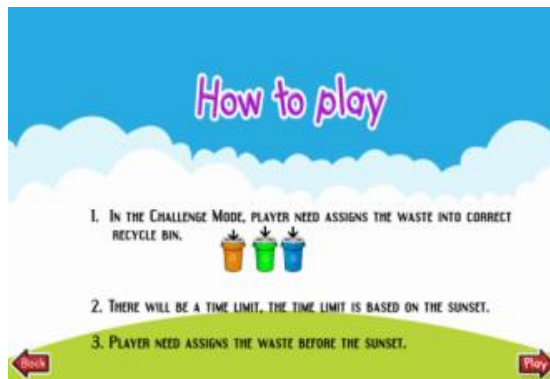 How to play
1. In the Challenge Mode, player need assigns the waste into correct
recycle bin.
2. There will be a time limit, the time limit is based on the sunset.
3. Player need assigns the waste before the sunset.
Back
Play